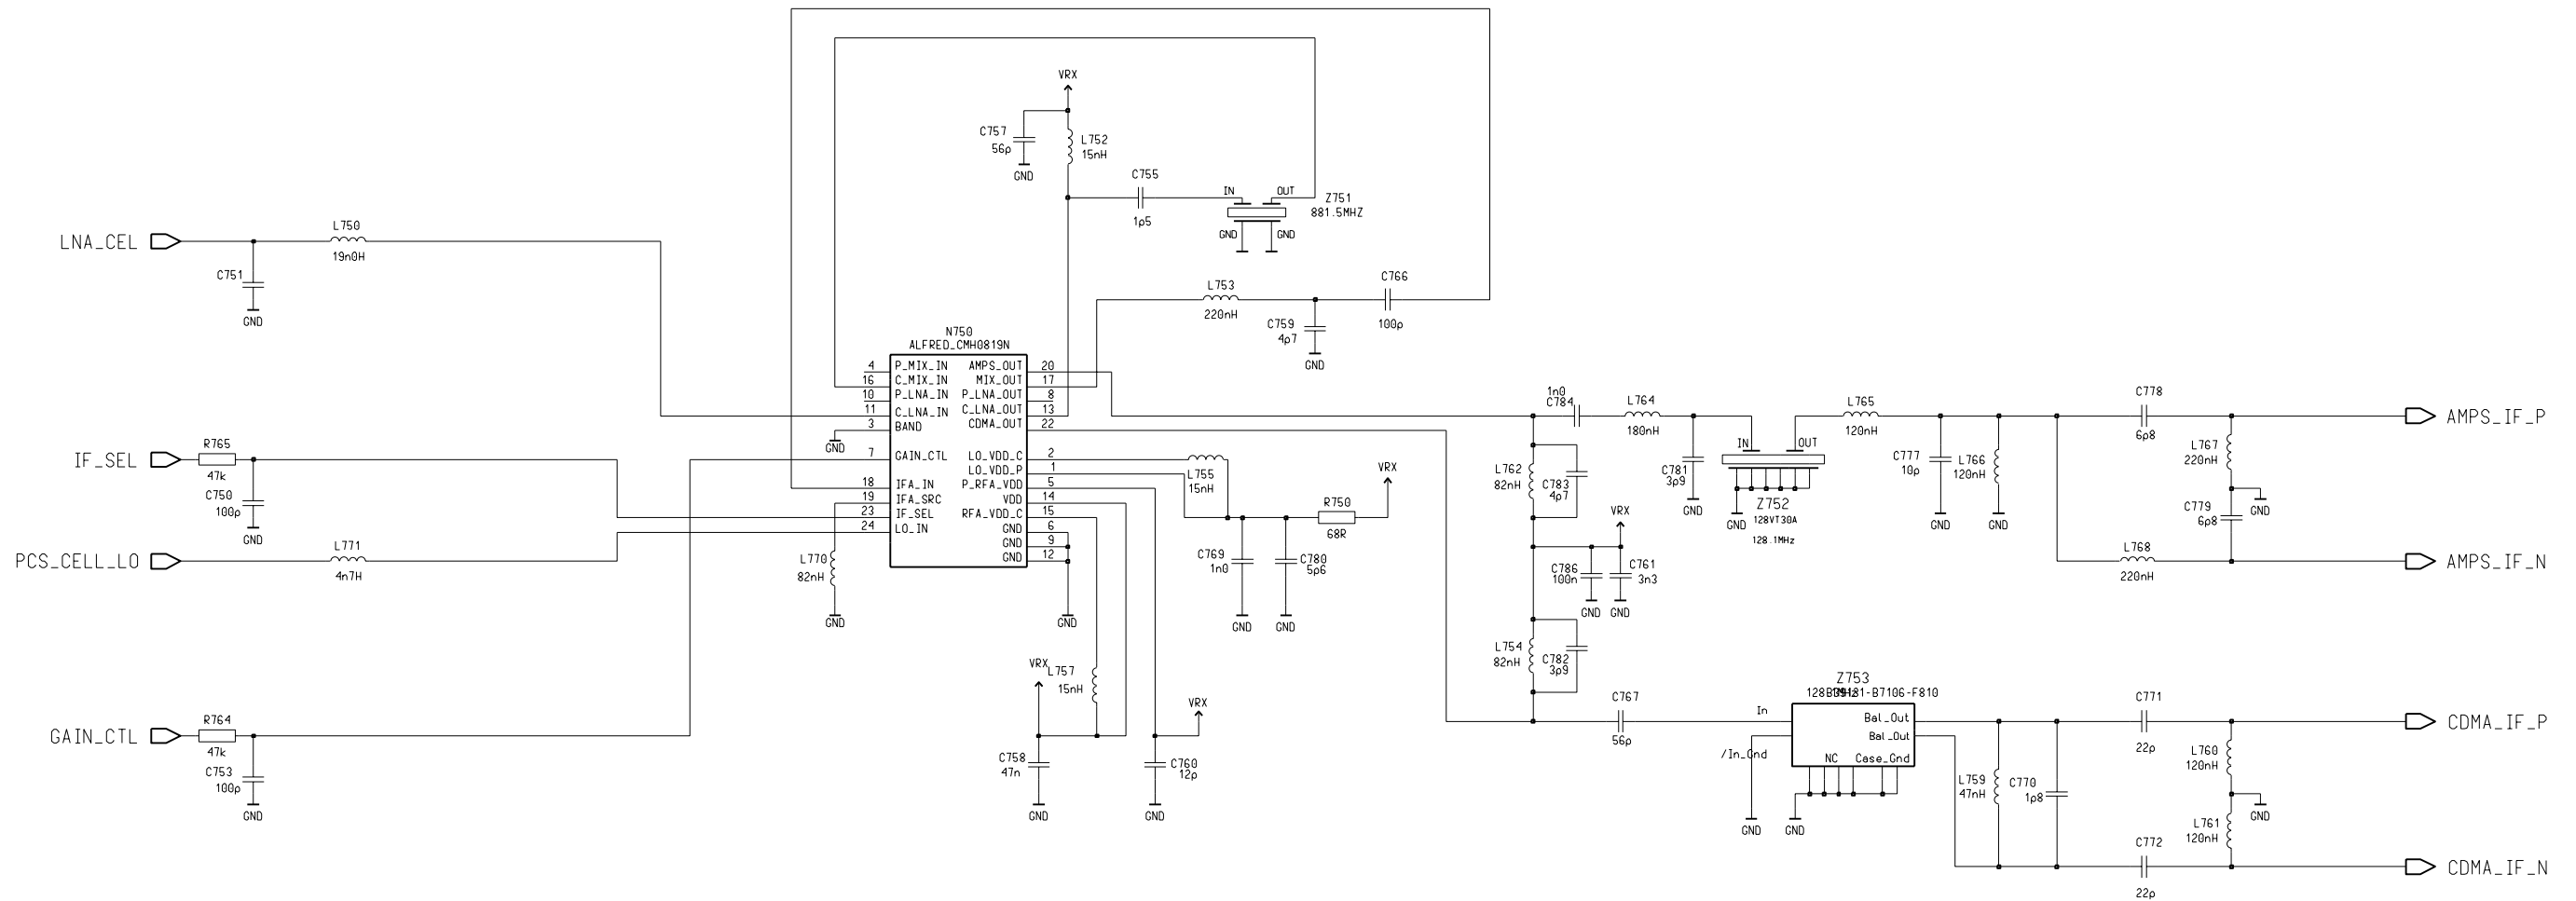 VRX
C757
56p
GND
L752
15nH
C755
1p5
IN
OUT
Z751
881.5MHZ
GND
GND
LNA_CEL
C751
GND
L750
19n0H
L753
220nH
C759
4p7
GND
C766
100p
N750
ALFRED_CMH0819N
4 P_MIX_IN AMPS_OUT 20
16 C_MIX_IN MIX_OUT 17
10 P_LNA_IN P_LNA_OUT 8
11 C_LNA_IN C_LNA_OUT 13
3 BAND CDMA_OUT 22
7 GAIN_CTL LO_VDD_C 2
LO_VDD_P 1
18 IFA_IN P_RFA_VDD 5
19 IFA_SRC VDD 14
23 IF_SEL RFA_VDD_C 15
24 LO_IN GND 6
GND 9
GND 12
GND
IF_SEL
R765
47k
C750
100p
GND
PCS_CELL_LO
L771
4n7H
L770
82nH
GND
GND
L755
15nH
R750
68R
VRX
C769
1n0
GND
C780
5p6
GND
GAIN_CTL
R764
47k
C753
100p
GND
VRX
L757
15nH
C758
47n
GND
VRX
C760
12p
GND
1n0
C784
L764
180nH
C781
3p9
GND
L762
82nH
C783
4p7
VRX
C786
100n
GND
C761
3n3
GND
L754
82nH
C782
3p9
IN
OUT
GND
Z752
128VT30A
128.1MHz
L765
120nH
C777
10p
GND
L766
120nH
GND
C778
6p8
L767
220nH
GND
C779
6p8
L768
220nH
AMPS_IF_P
AMPS_IF_N
C767
56p
Z753
In
/In_Gnd
Bal_Out
Bal_Out
NC
Case_Gnd
GND
GND
L759
47nH
C770
1p8
C771
22p
C772
22p
L760
120nH
GND
L761
120nH
CDMA_IF_P
CDMA_IF_N